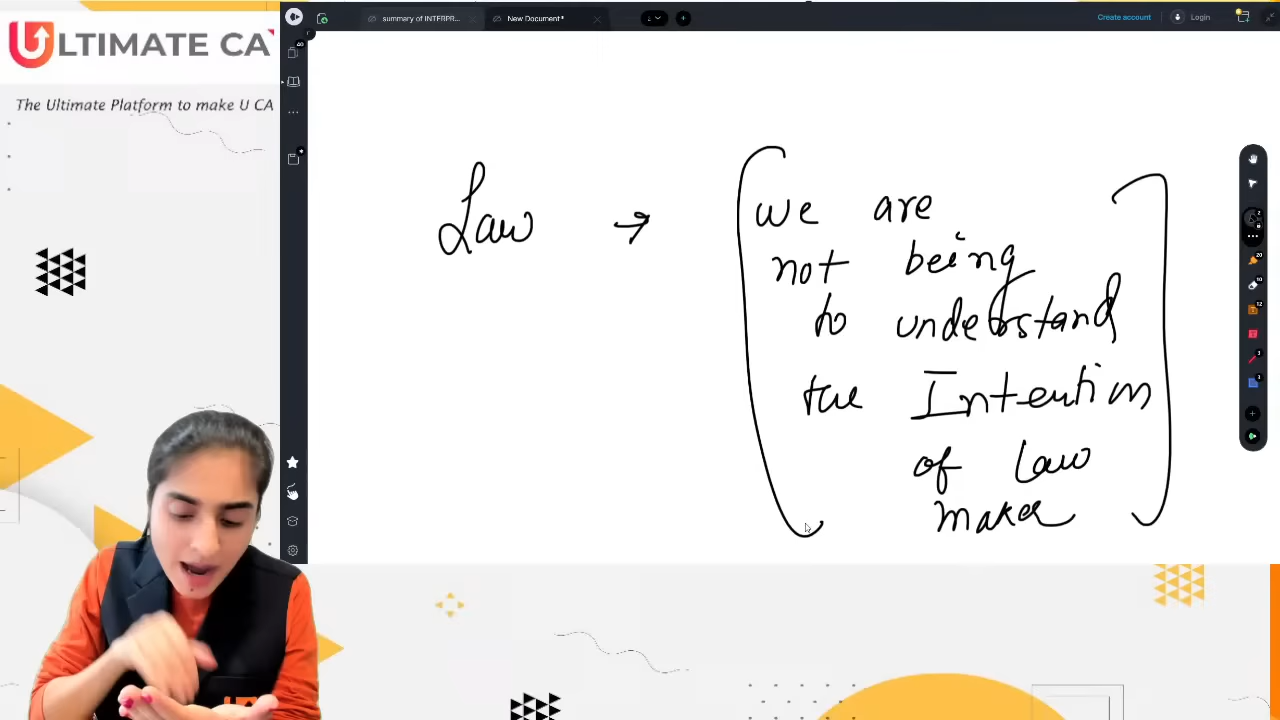 ULTIMATE CA
The Ultimate Platform to make U CA
summary of INTERPR...
New Document*
Create account
Login
Law →
we are
not being
to understand
the Intention
of Law
maker